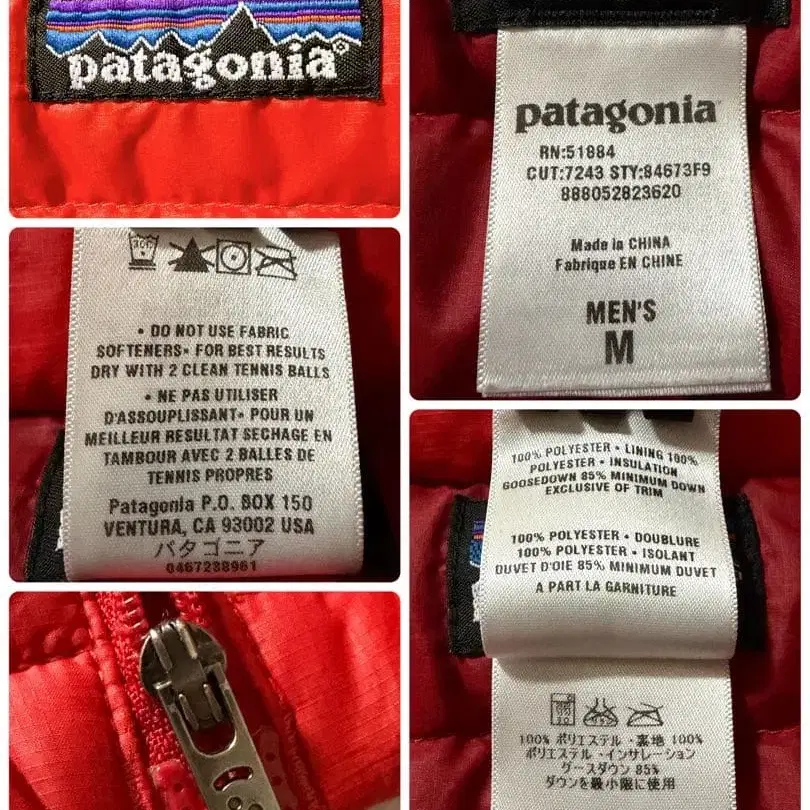 patagonia®
patagonia
RN:51884
CUT:7243 STY:84673F9
888052823620
Made in CHINA
Fabriqué EN CHINE
MEN'S
M
30C
• DO NOT USE FABRIC
SOFTENERS• FOR BEST RESULTS
DRY WITH 2 CLEAN TENNIS BALLS
• NE PAS UTILISER
D'ASSOUPLISSANT• POUR UN
MEILLEUR RESULTAT SECHAGE EN
TAMBOUR AVEC 2 BALLES DE
TENNIS PROPRES
Patagonia P.O. BOX 150
VENTURA, CA 93002 USA
パタゴニア
0467238961
100% POLYESTER • LINING 100%
POLYESTER • INSULATION
GOOSEDOWN 85% MINIMUM DOWN
EXCLUSIVE OF TRIM
100% POLYESTER • DOUBLURE
100% POLYESTER • ISOLANT
DUVET D'OIE 85% MINIMUM DUVET
A PART LA GARNITURE
100% ポリエステル • 裏地 100%
ポリエステル • インサレーション
グースダウン 85%
ダウンを最小限に使用